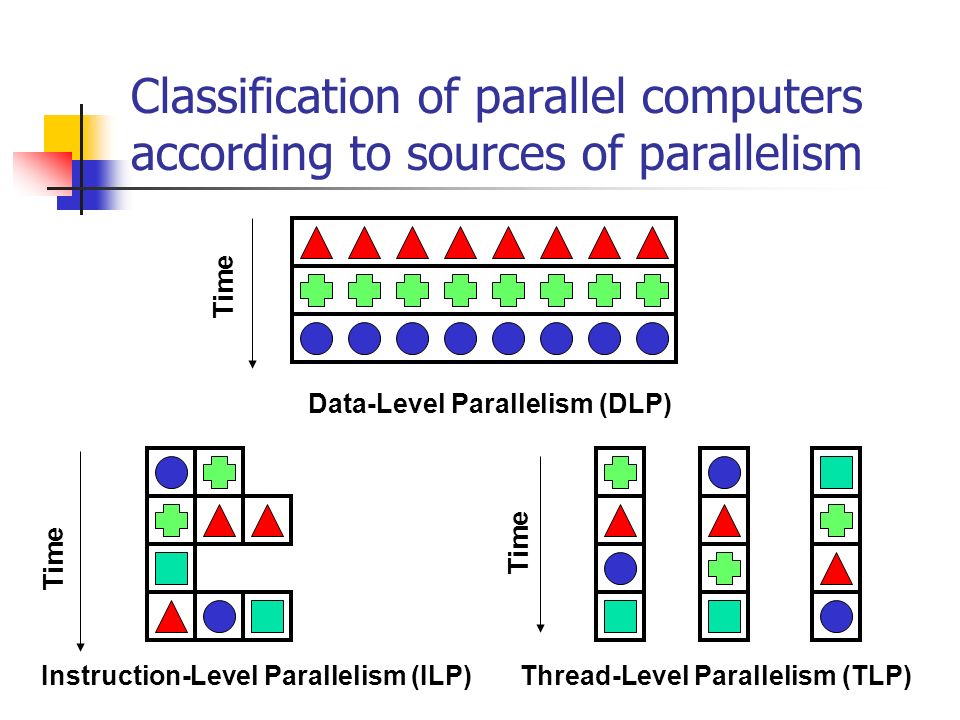 Classification of parallel computers
according to sources of parallelism
Time
Data-Level Parallelism (DLP)
Time
Instruction-Level Parallelism (ILP)
Time
Thread-Level Parallelism (TLP)